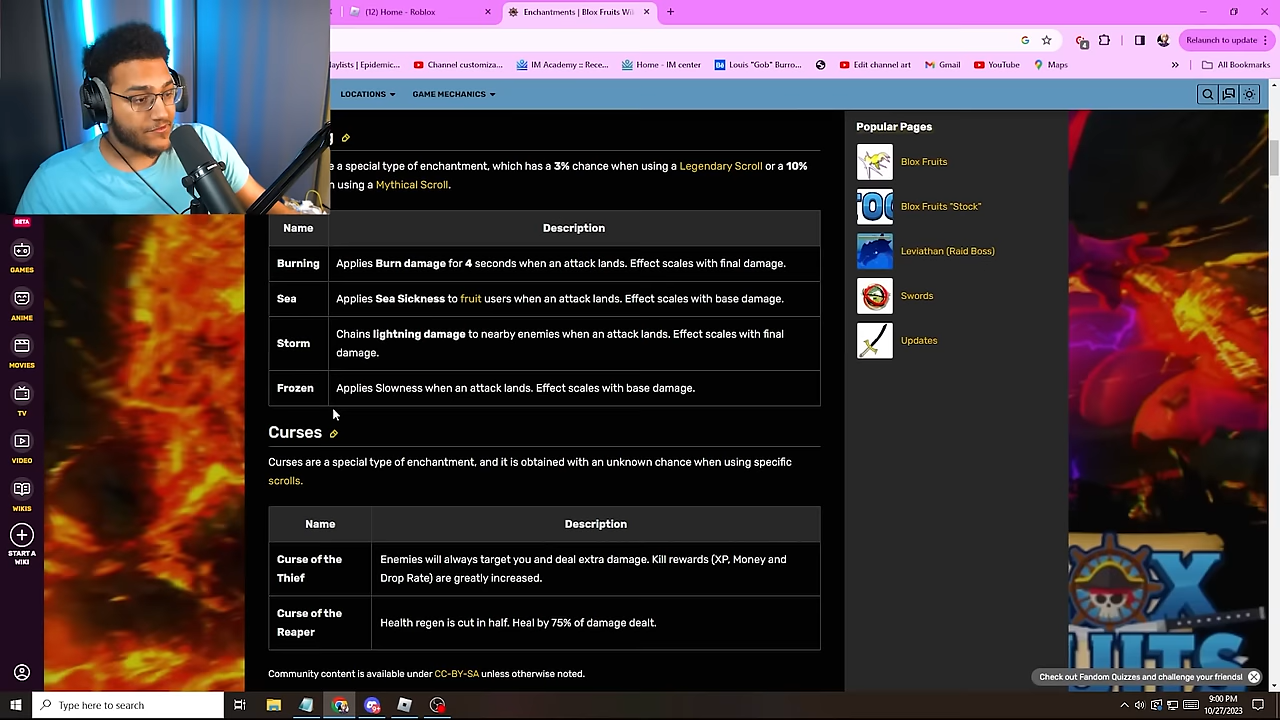 (12) Home - Roblox
Enchantments | Blox Fruits Wi
Relaunch to update
laylists | Epidemic...
Channel customiza...
IM Academy :: Rece...
Home - IM center
Louis "Gob" Burro...
Edit channel art
Gmail
YouTube
Maps
All Bookmarks
LOCATIONS
GAME MECHANICS
g
e a special type of enchantment, which has a 3% chance when using a Legendary Scroll or a 10%
n using a Mythical Scroll.
Name Description
Burning Applies Burn damage for 4 seconds when an attack lands. Effect scales with final damage.
Sea Applies Sea Sickness to fruit users when an attack lands. Effect scales with base damage.
Storm Chains lightning damage to nearby enemies when an attack lands. Effect scales with final
damage.
Frozen Applies Slowness when an attack lands. Effect scales with base damage.
Curses
Curses are a special type of enchantment, and it is obtained with an unknown chance when using specific
scrolls.
Name Description
Curse of the
Thief
Enemies will always target you and deal extra damage. Kill rewards (XP, Money and
Drop Rate) are greatly increased.
Curse of the
Reaper
Health regen is cut in half. Heal by 75% of damage dealt.
Community content is available under CC-BY-SA unless otherwise noted.
Popular Pages
Blox Fruits
Blox Fruits "Stock"
Leviathan (Raid Boss)
Swords
Updates
BETA
GAMES
ANIME
MOVIES
TV
VIDEO
WIKIS
START A
WIKI
Check out Fandom Quizzes and challenge your friends!
Type here to search
9:00 PM
10/27/2023